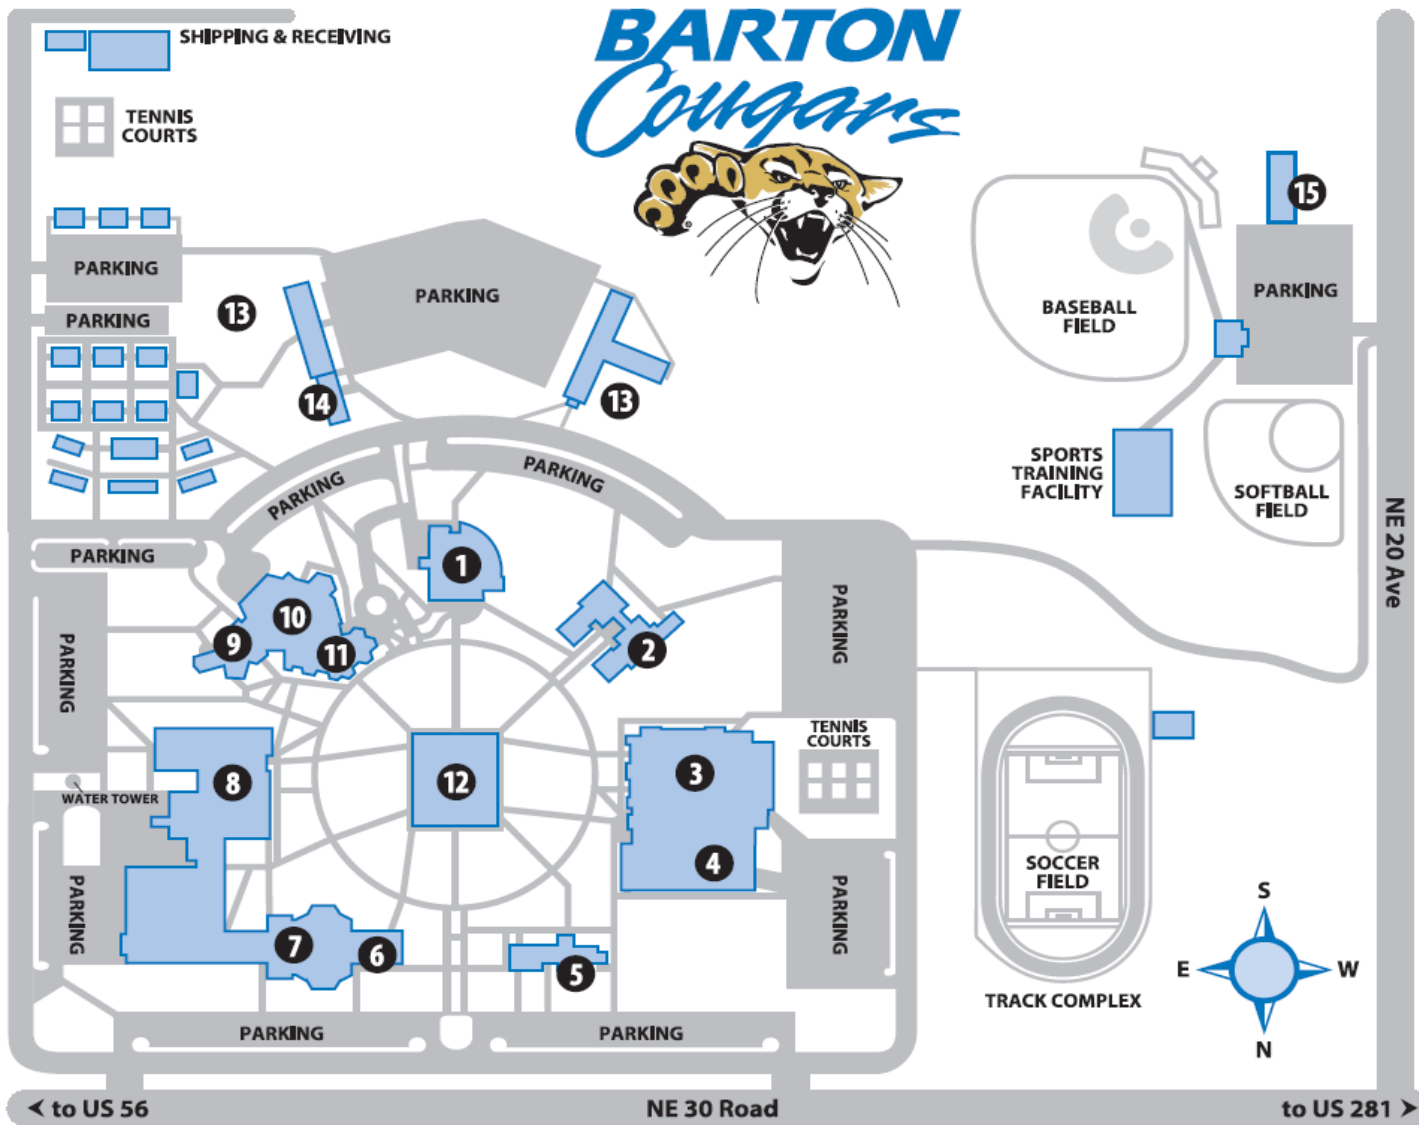 BARTON
Cougars
SHIPPING & RECEIVING
TENNIS
COURTS
15
PARKING
PARKING
PARKING
PARKING
13
BASEBALL
FIELD
PARKING
14
13
SPORTS
TRAINING
FACILITY
SOFTBALL
FIELD
NE 20 Ave
PARKING
PARKING
PARKING
1
PARKING
PARKING
10
9
11
2
TENNIS
COURTS
8
12
3
WATER TOWER
4
SOCCER
FIELD
PARKING
PARKING
7
6
5
S
E
W
N
TRACK COMPLEX
PARKING
PARKING
< to US 56
NE 30 Road
to US 281 >